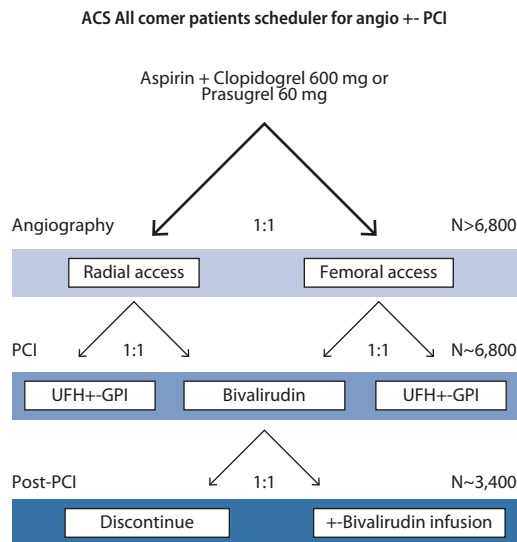 ACS All comer patients scheduler for angio +- PCI
Aspirin + Clopidogrel 600 mg or
Prasugrel 60 mg
Angiography 1:1 N>6,800
Radial access Femoral access
PCI 1:1 1:1 N~6,800
UFH+-GPI Bivalirudin UFH+-GPI
Post-PCI 1:1 N~3,400
Discontinue +-Bivalirudin infusion